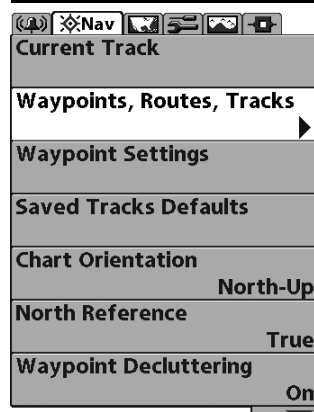 Nav
Current Track
Waypoints, Routes, Tracks
Waypoint Settings
Saved Tracks Defaults
Chart Orientation
North-Up
North Reference
True
Waypoint Decluttering
On